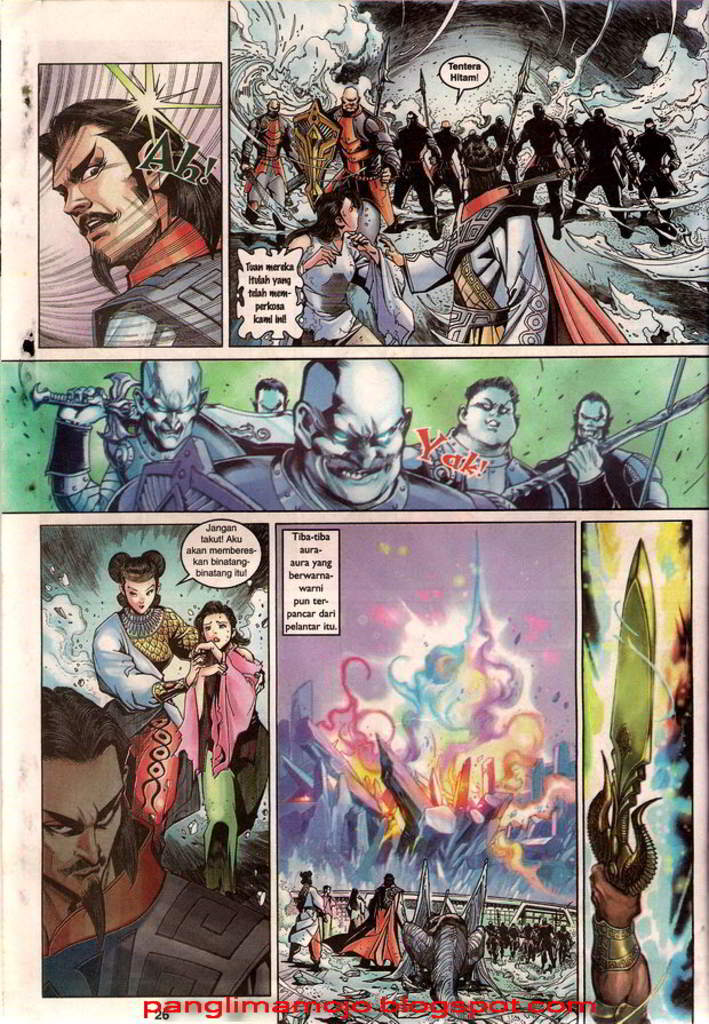 Ah!
Tentera
Hitam!
Tuan mereka
itulah yang
telah mem-
perkosa
kami ini!
Yak!
Jangan
takut! Aku
akan memberes-
kan binatang-
binatang itu!
Tiba-tiba
aura-
aura yang
berwarna-
warni
pun ter-
pancar dari
pelantar itu.
26
panglimamojo.blogspot.com